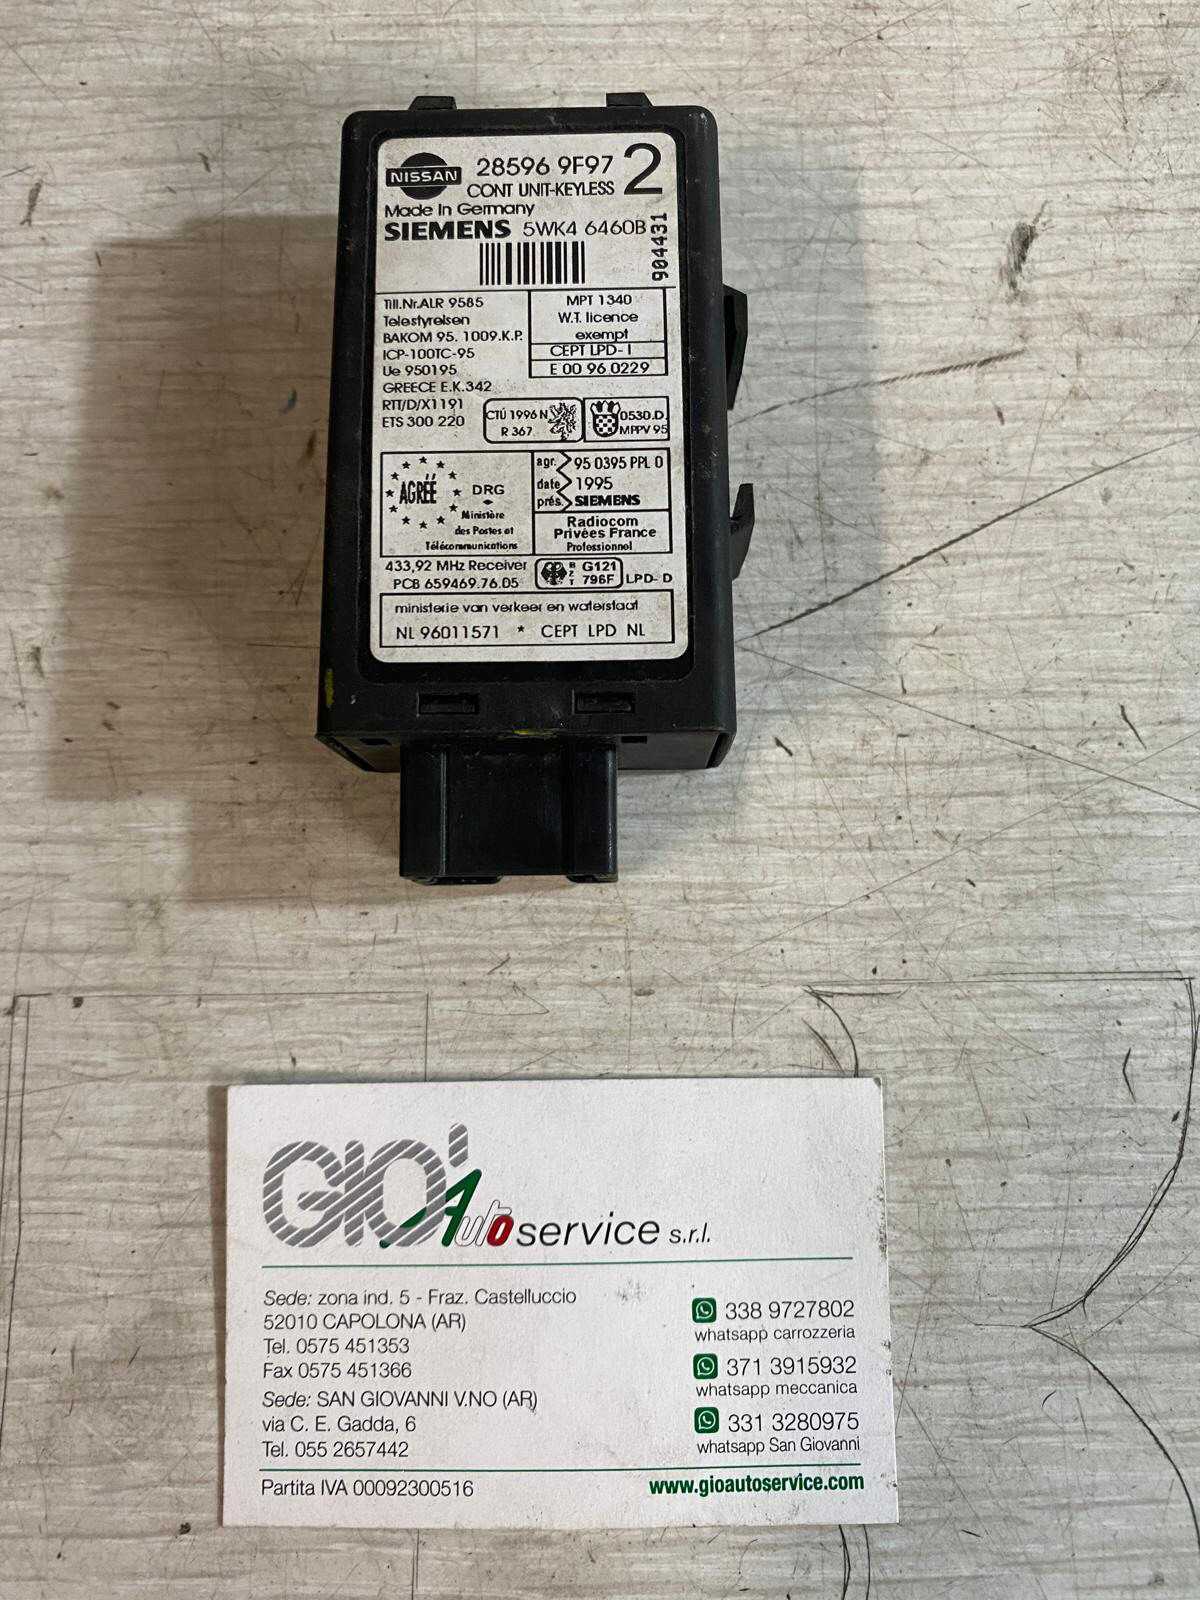 NISSAN
28596 9F97 2
CONT UNIT-KEYLESS
Made In Germany
SIEMENS 5WK4 6460B
904431
Till.Nr.ALR 9585
Telestyrelsen
BAKOM 95. 1009.K.P.
ICP-100TC-95
Ue 950195
GREECE E.K.342
RTT/D/X1191
ETS 300 220
MPT 1340
W.T. licence
exempt
CEPT LPD-I
E 00 96 0229
CTÚ 1996 N
R 367
0530.D.
MPPV 95
AGRÉÉ
DRG
Ministère
des Postes et
Télécommunications
agr. 95 0395 PPL 0
date 1995
prés. SIEMENS
Radiocom
Privées France
Professionnel
433,92 MHz Receiver
PCB 659469.76.05
BZT
G121
796F
LPD-D
ministerie van verkeer en waterstaat
NL 96011571 * CEPT LPD NL
GIO' Autoservice s.r.l.
Sede: zona ind. 5 - Fraz. Castelluccio
52010 CAPOLONA (AR)
Tel. 0575 451353
Fax 0575 451366
Sede: SAN GIOVANNI V.NO (AR)
via C. E. Gadda, 6
Tel. 055 2657442
338 9727802
whatsapp carrozzeria
371 3915932
whatsapp meccanica
331 3280975
whatsapp San Giovanni
Partita IVA 00092300516
www.gioautoservice.com